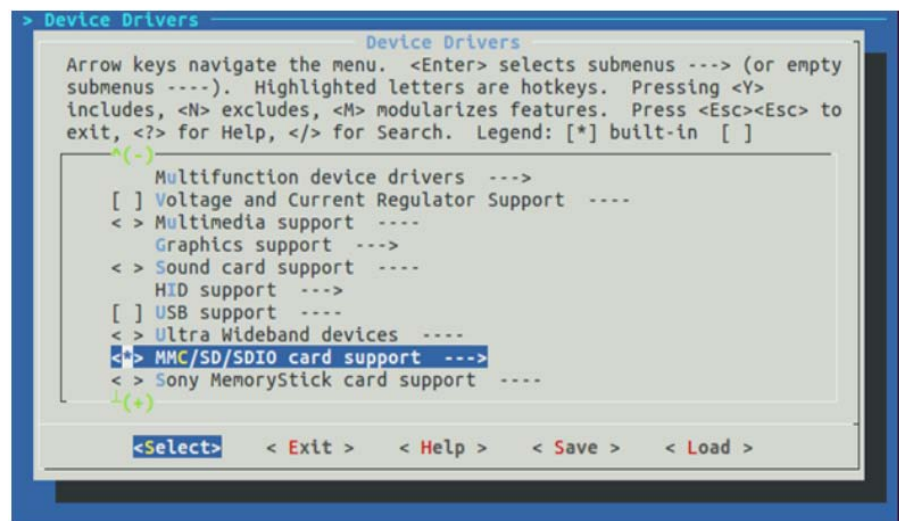 > Device Drivers
Device Drivers
Arrow keys navigate the menu. <Enter> selects submenus ---> (or empty
submenus ----). Highlighted letters are hotkeys. Pressing <Y>
includes, <N> excludes, <M> modularizes features. Press <Esc><Esc> to
exit, <?> for Help, </> for Search. Legend: [*] built-in [ ]
^(-)
Multifunction device drivers --->
[ ] Voltage and Current Regulator Support ----
< > Multimedia support ----
Graphics support --->
< > Sound card support ----
HID support --->
[ ] USB support ----
< > Ultra Wideband devices ----
<*> MMC/SD/SDIO card support --->
< > Sony MemoryStick card support ----
┴(+)
<Select> < Exit > < Help > < Save > < Load >